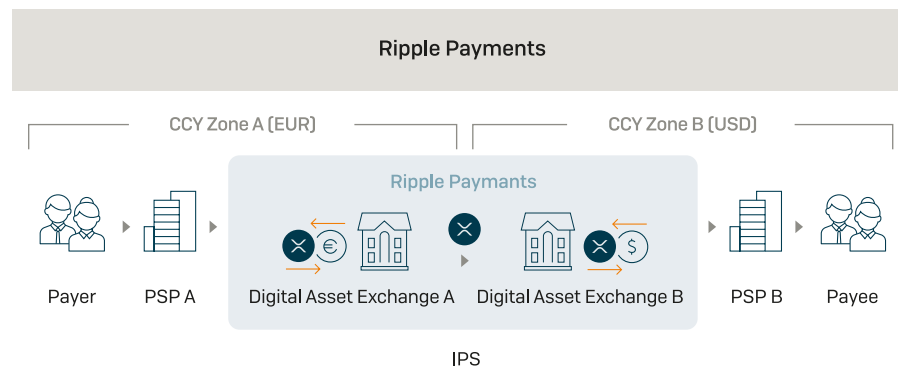 Ripple Payments
CCY Zone A (EUR)
CCY Zone B (USD)
Ripple Paymants
€
$
Payer
PSP A
Digital Asset Exchange A
Digital Asset Exchange B
PSP B
Payee
IPS